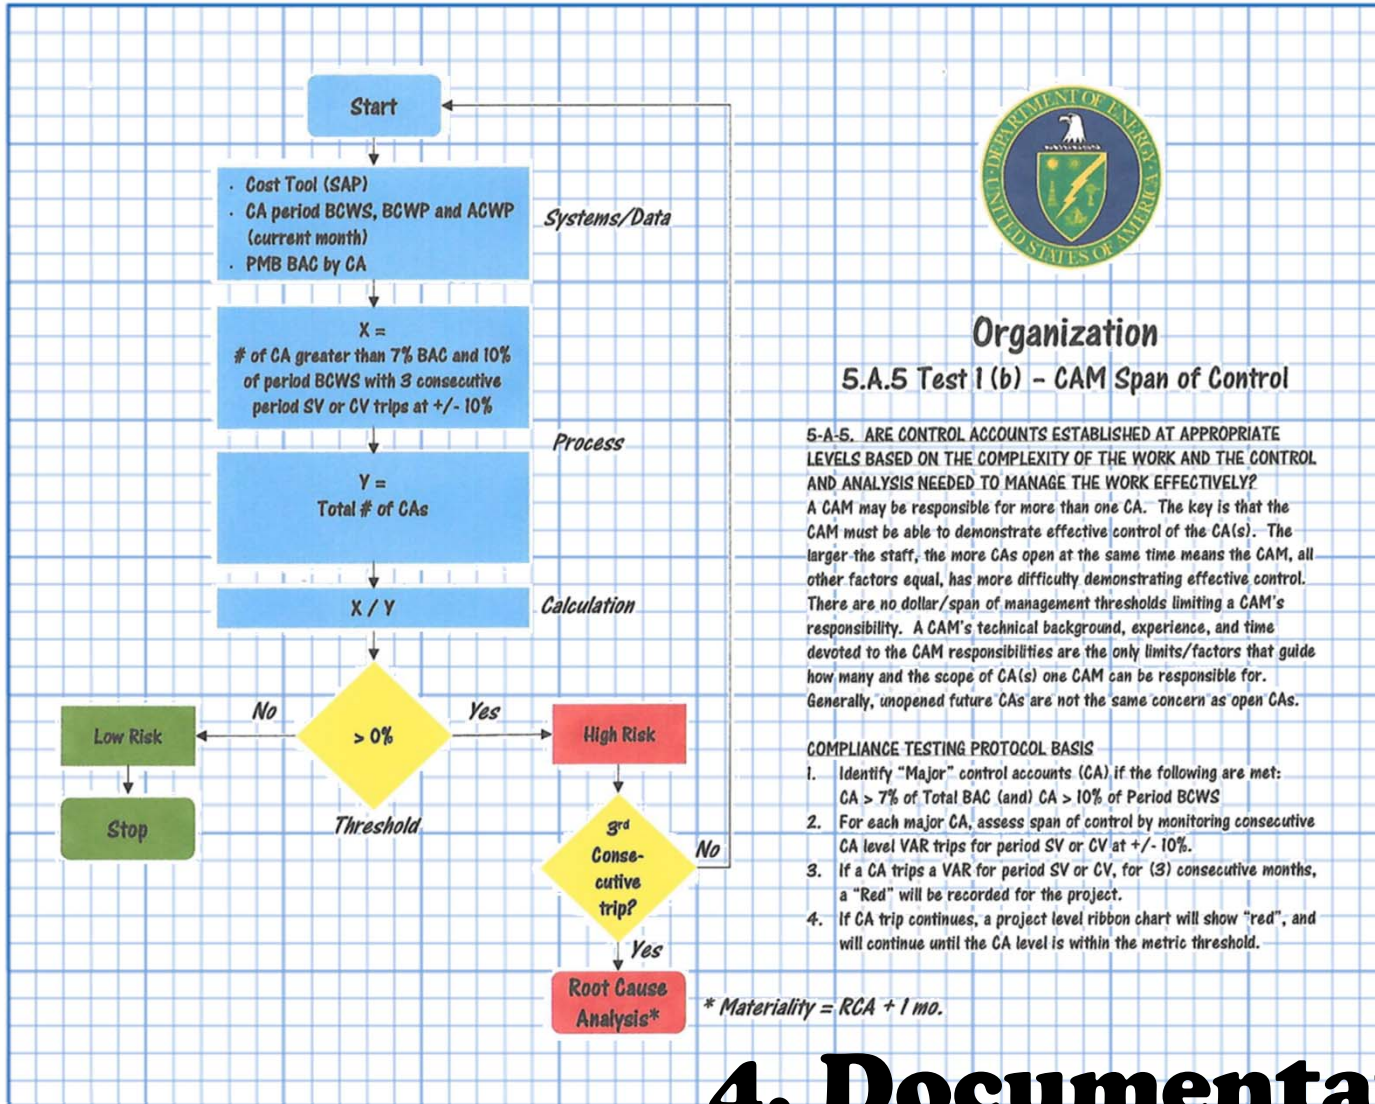 Start
· Cost Tool (SAP)
· CA period BCWS, BCWP and ACWP
(current month)
· PMB BAC by CA
Systems/Data
X =
# of CA greater than 7% BAC and 10%
of period BCWS with 3 consecutive
period SV or CV trips at +/- 10%
Process
Y =
Total # of CAs
X / Y
Calculation
No
Yes
Low Risk
> 0%
High Risk
Stop
Threshold
3rd
Conse-
cutive
trip?
No
Yes
Root Cause
Analysis*
* Materiality = RCA + 1 mo.
DEPARTMENT OF ENERGY
UNITED STATES OF AMERICA
Organization
5.A.5 Test 1 (b) – CAM Span of Control
5-A-5. ARE CONTROL ACCOUNTS ESTABLISHED AT APPROPRIATE
LEVELS BASED ON THE COMPLEXITY OF THE WORK AND THE CONTROL
AND ANALYSIS NEEDED TO MANAGE THE WORK EFFECTIVELY?
A CAM may be responsible for more than one CA. The key is that the
CAM must be able to demonstrate effective control of the CA(s). The
larger the staff, the more CAs open at the same time means the CAM, all
other factors equal, has more difficulty demonstrating effective control.
There are no dollar/span of management thresholds limiting a CAM's
responsibility. A CAM's technical background, experience, and time
devoted to the CAM responsibilities are the only limits/factors that guide
how many and the scope of CA(s) one CAM can be responsible for.
Generally, unopened future CAs are not the same concern as open CAs.
COMPLIANCE TESTING PROTOCOL BASIS
1. Identify "Major" control accounts (CA) if the following are met:
CA > 7% of Total BAC (and) CA > 10% of Period BCWS
2. For each major CA, assess span of control by monitoring consecutive
CA level VAR trips for period SV or CV at +/- 10%.
3. If a CA trips a VAR for period SV or CV, for (3) consecutive months,
a "Red" will be recorded for the project.
4. If CA trip continues, a project level ribbon chart will show "red", and
will continue until the CA level is within the metric threshold.
4. Documenta